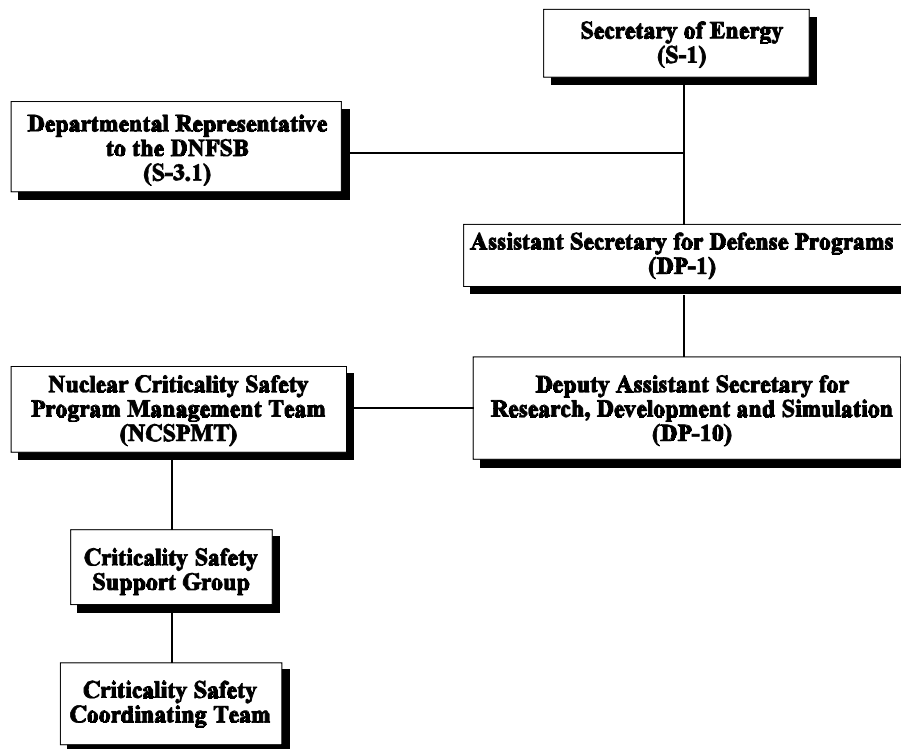 Secretary of Energy
(S-1)
Departmental Representative
to the DNFSB
(S-3.1)
Assistant Secretary for Defense Programs
(DP-1)
Nuclear Criticality Safety
Program Management Team
(NCSPMT)
Deputy Assistant Secretary for
Research, Development and Simulation
(DP-10)
Criticality Safety
Support Group
Criticality Safety
Coordinating Team